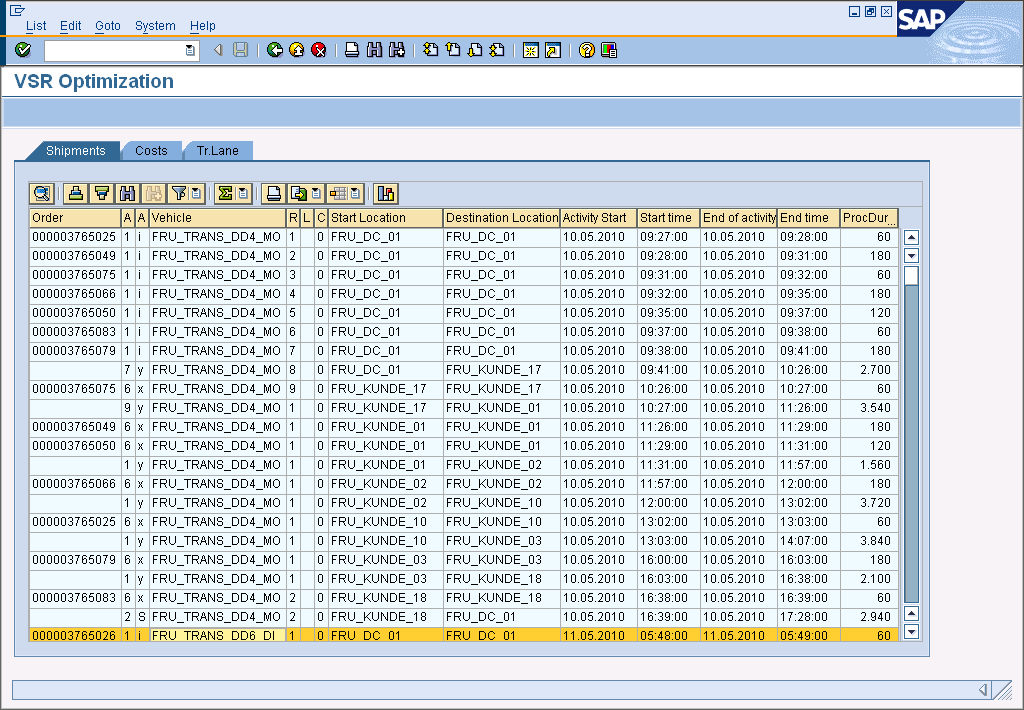 List Edit Goto System Help
SAP
VSR Optimization
Shipments Costs Tr.Lane
Order A A Vehicle R L C Start Location Destination Location Activity Start Start time End of activity End time ProcDur...
000003765025 1 i FRU_TRANS_DD4_MO 1 0 FRU_DC_01 FRU_DC_01 10.05.2010 09:27:00 10.05.2010 09:28:00 60
000003765049 1 i FRU_TRANS_DD4_MO 2 0 FRU_DC_01 FRU_DC_01 10.05.2010 09:28:00 10.05.2010 09:31:00 180
000003765075 1 i FRU_TRANS_DD4_MO 3 0 FRU_DC_01 FRU_DC_01 10.05.2010 09:31:00 10.05.2010 09:32:00 60
000003765066 1 i FRU_TRANS_DD4_MO 4 0 FRU_DC_01 FRU_DC_01 10.05.2010 09:32:00 10.05.2010 09:35:00 180
000003765050 1 i FRU_TRANS_DD4_MO 5 0 FRU_DC_01 FRU_DC_01 10.05.2010 09:35:00 10.05.2010 09:37:00 120
000003765083 1 i FRU_TRANS_DD4_MO 6 0 FRU_DC_01 FRU_DC_01 10.05.2010 09:37:00 10.05.2010 09:38:00 60
000003765079 1 i FRU_TRANS_DD4_MO 7 0 FRU_DC_01 FRU_DC_01 10.05.2010 09:38:00 10.05.2010 09:41:00 180
7 y FRU_TRANS_DD4_MO 8 0 FRU_DC_01 FRU_KUNDE_17 10.05.2010 09:41:00 10.05.2010 10:26:00 2.700
000003765075 6 x FRU_TRANS_DD4_MO 9 0 FRU_KUNDE_17 FRU_KUNDE_17 10.05.2010 10:26:00 10.05.2010 10:27:00 60
9 y FRU_TRANS_DD4_MO 1 0 FRU_KUNDE_17 FRU_KUNDE_01 10.05.2010 10:27:00 10.05.2010 11:26:00 3.540
000003765049 6 x FRU_TRANS_DD4_MO 1 0 FRU_KUNDE_01 FRU_KUNDE_01 10.05.2010 11:26:00 10.05.2010 11:29:00 180
000003765050 6 x FRU_TRANS_DD4_MO 1 0 FRU_KUNDE_01 FRU_KUNDE_01 10.05.2010 11:29:00 10.05.2010 11:31:00 120
1 y FRU_TRANS_DD4_MO 1 0 FRU_KUNDE_01 FRU_KUNDE_02 10.05.2010 11:31:00 10.05.2010 11:57:00 1.560
000003765066 6 x FRU_TRANS_DD4_MO 1 0 FRU_KUNDE_02 FRU_KUNDE_02 10.05.2010 11:57:00 10.05.2010 12:00:00 180
1 y FRU_TRANS_DD4_MO 1 0 FRU_KUNDE_02 FRU_KUNDE_10 10.05.2010 12:00:00 10.05.2010 13:02:00 3.720
000003765025 6 x FRU_TRANS_DD4_MO 1 0 FRU_KUNDE_10 FRU_KUNDE_10 10.05.2010 13:02:00 10.05.2010 13:03:00 60
1 y FRU_TRANS_DD4_MO 1 0 FRU_KUNDE_10 FRU_KUNDE_03 10.05.2010 13:03:00 10.05.2010 14:07:00 3.840
000003765079 6 x FRU_TRANS_DD4_MO 1 0 FRU_KUNDE_03 FRU_KUNDE_03 10.05.2010 16:00:00 10.05.2010 16:03:00 180
1 y FRU_TRANS_DD4_MO 1 0 FRU_KUNDE_03 FRU_KUNDE_18 10.05.2010 16:03:00 10.05.2010 16:38:00 2.100
000003765083 6 x FRU_TRANS_DD4_MO 2 0 FRU_KUNDE_18 FRU_KUNDE_18 10.05.2010 16:38:00 10.05.2010 16:39:00 60
2 S FRU_TRANS_DD4_MO 2 0 FRU_KUNDE_18 FRU_DC_01 10.05.2010 16:39:00 10.05.2010 17:28:00 2.940
000003765026 1 i FRU_TRANS_DD6_DI 1 0 FRU_DC_01 FRU_DC_01 11.05.2010 05:48:00 11.05.2010 05:49:00 60